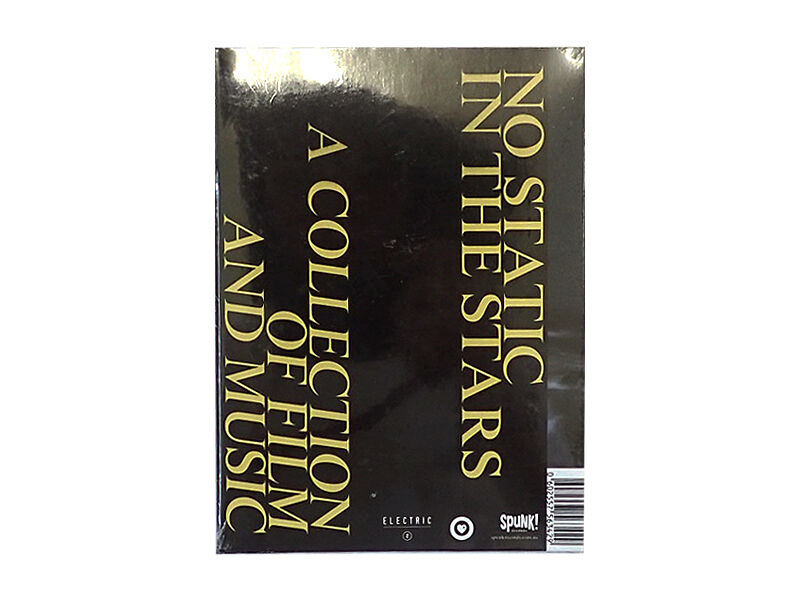 NO STATIC
IN THE STARS
A COLLECTION
OF FILM
AND MUSIC
ELECTRIC
E
SPUNK!